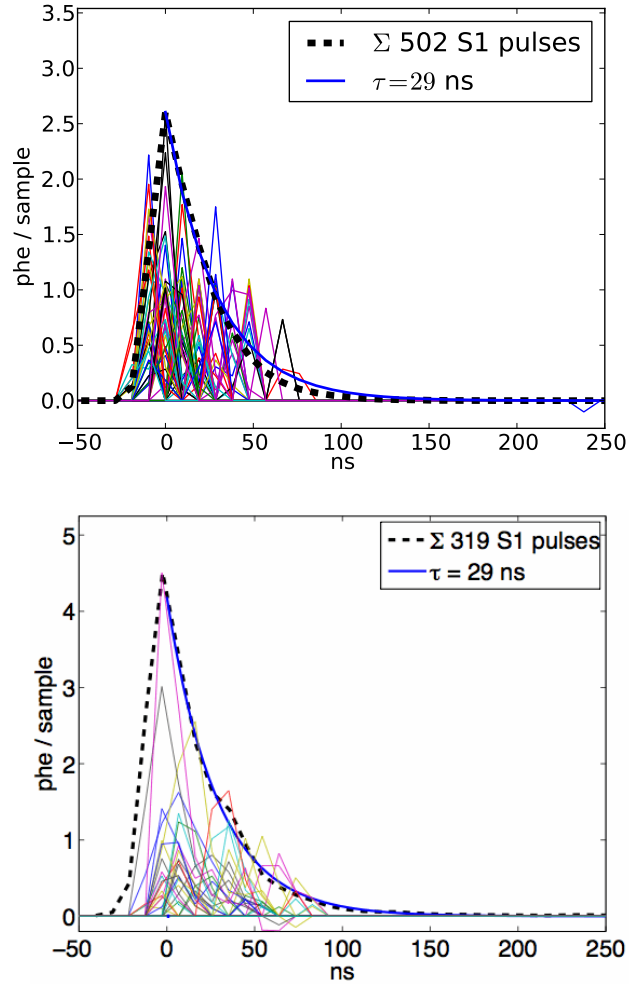 Σ 502 S1 pulses
τ=29 ns
3.5
3.0
2.5
2.0
1.5
1.0
0.5
0.0
phe / sample
−50 0 50 100 150 200 250
ns
Σ 319 S1 pulses
τ = 29 ns
5
4
3
2
1
0
phe / sample
−50 0 50 100 150 200 250
ns